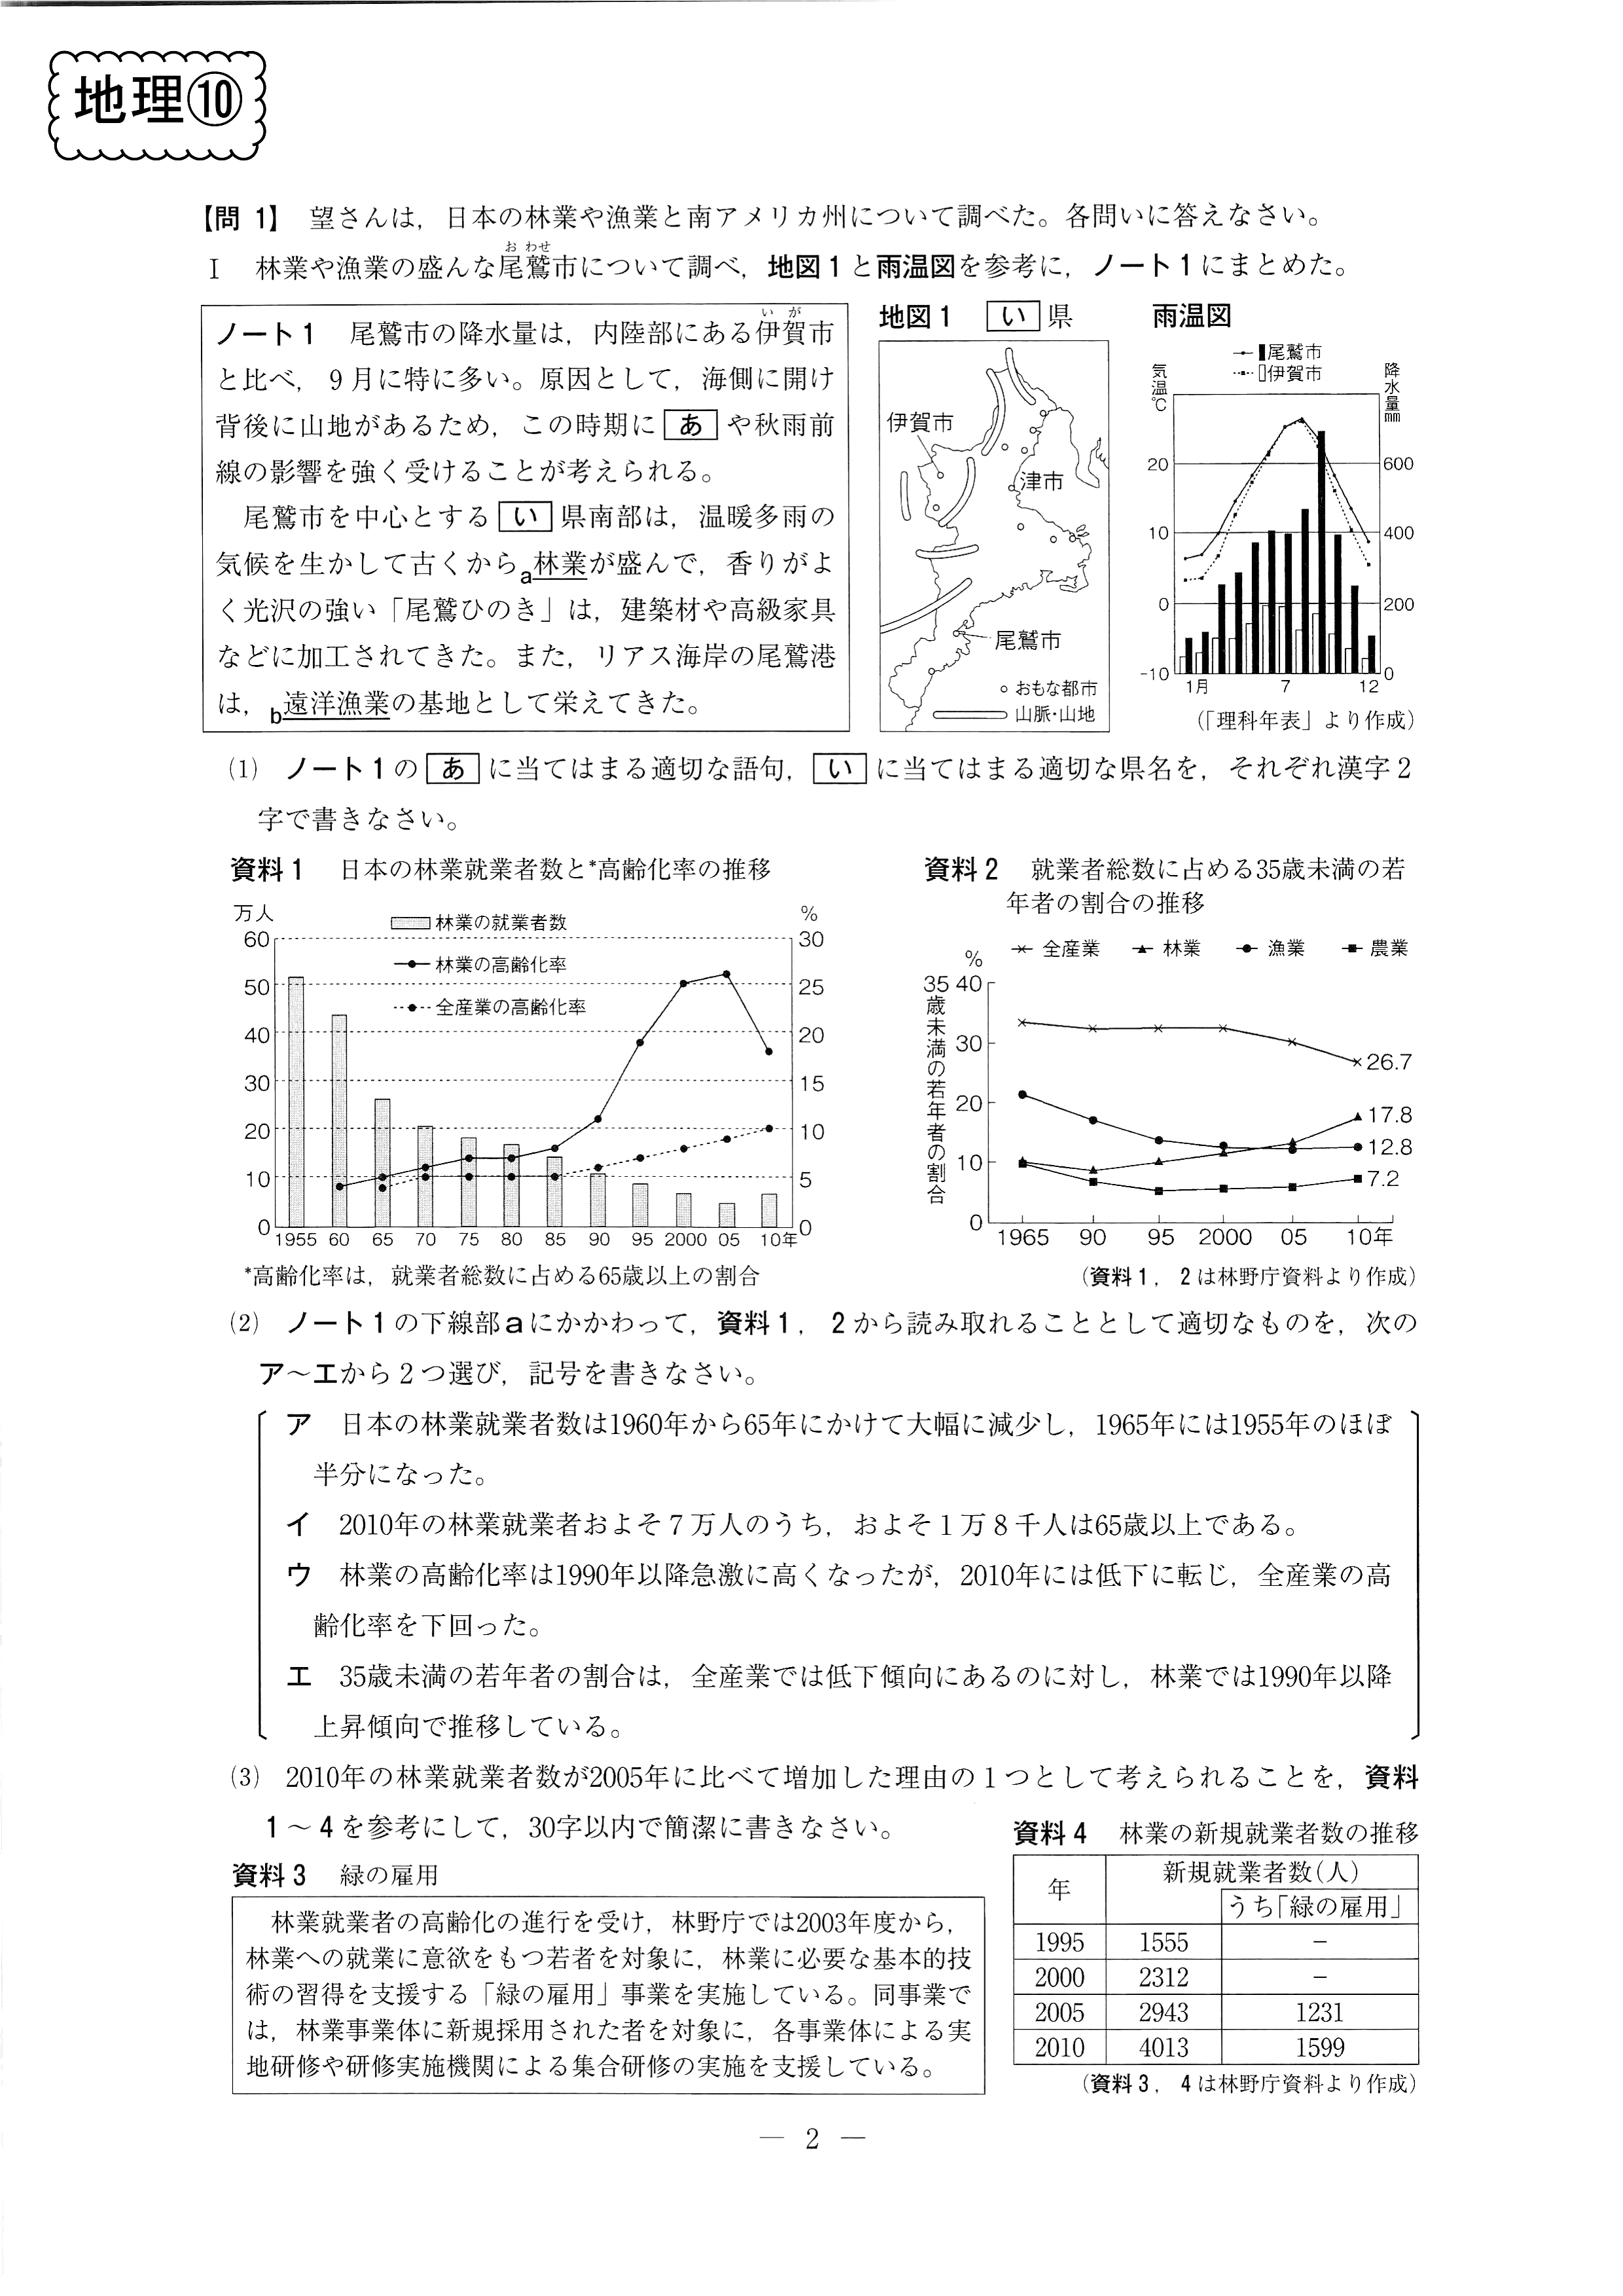 地理⑩
【問 1】 望さんは，日本の林業や漁業と南アメリカ州について調べた。各問いに答えなさい。
おわせ
Ⅰ 林業や漁業の盛んな尾鷲市について調べ，地図1と雨温図を参考に，ノート1にまとめた。
いが
ノート1 尾鷲市の降水量は，内陸部にある伊賀市
と比べ，9月に特に多い。原因として，海側に開け
背後に山地があるため，この時期に あ や秋雨前
線の影響を強く受けることが考えられる。
尾鷲市を中心とする い 県南部は，温暖多雨の
気候を生かして古くからa林業が盛んで，香りがよ
く光沢の強い「尾鷲ひのき」は，建築材や高級家具
などに加工されてきた。また，リアス海岸の尾鷲港
は，b遠洋漁業の基地として栄えてきた。
地図1 い 県
伊賀市
津市
尾鷲市
おもな都市
山脈・山地
雨温図
尾鷲市
伊賀市
気温℃
降水量mm
20
10
0
-10
600
400
200
0
1月 7 12
（「理科年表」より作成）
(1) ノート1の あ に当てはまる適切な語句， い に当てはまる適切な県名を，それぞれ漢字2
字で書きなさい。
資料1 日本の林業就業者数と*高齢化率の推移
万人
%
林業の就業者数
林業の高齢化率
全産業の高齢化率
60
50
40
30
20
10
0
30
25
20
15
10
5
0
1955 60 65 70 75 80 85 90 95 2000 05 10年
*高齢化率は，就業者総数に占める65歳以上の割合
資料2 就業者総数に占める35歳未満の若
年者の割合の推移
全産業 林業 漁業 農業
%
35歳未満の若年者の割合
40
30
20
10
0
26.7
17.8
12.8
7.2
1965 90 95 2000 05 10年
（資料1，2は林野庁資料より作成）
(2) ノート1の下線部aにかかわって，資料1，2から読み取れることとして適切なものを，次の
ア～エから2つ選び，記号を書きなさい。
ア 日本の林業就業者数は1960年から65年にかけて大幅に減少し，1965年には1955年のほぼ
半分になった。
イ 2010年の林業就業者およそ7万人のうち，およそ1万8千人は65歳以上である。
ウ 林業の高齢化率は1990年以降急激に高くなったが，2010年には低下に転じ，全産業の高
齢化率を下回った。
エ 35歳未満の若年者の割合は，全産業では低下傾向にあるのに対し，林業では1990年以降
上昇傾向で推移している。
(3) 2010年の林業就業者数が2005年に比べて増加した理由の1つとして考えられることを，資料
1～4を参考にして，30字以内で簡潔に書きなさい。
資料3 緑の雇用
林業就業者の高齢化の進行を受け，林野庁では2003年度から，
林業への就業に意欲をもつ若者を対象に，林業に必要な基本的技
術の習得を支援する「緑の雇用」事業を実施している。同事業で
は，林業事業体に新規採用された者を対象に，各事業体による実
地研修や研修実施機関による集合研修の実施を支援している。
資料4 林業の新規就業者数の推移
年 新規就業者数(人)
うち「緑の雇用」
1995 1555 −
2000 2312 −
2005 2943 1231
2010 4013 1599
（資料3，4は林野庁資料より作成）
— 2 —